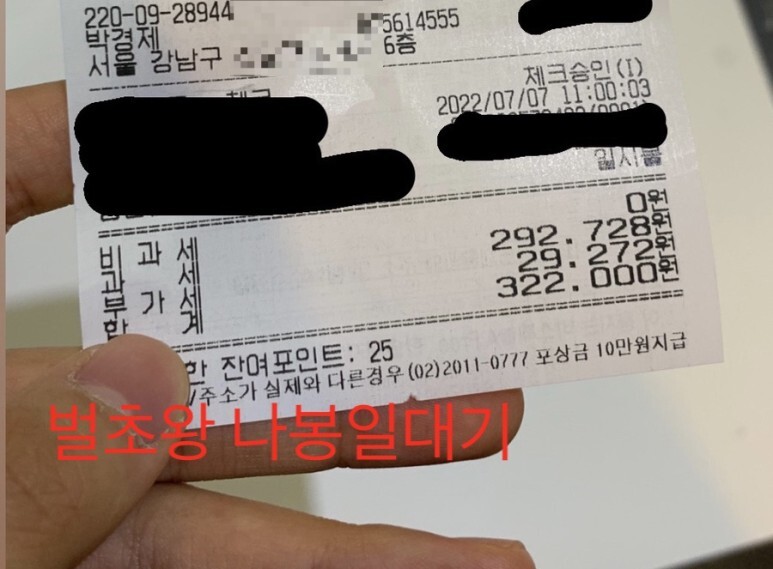 220-09-28944 5614555
박경제
서울 강남구 6층
체크승인(I)
2022/07/07 11:00:03
일시불
비 과 세 0원
과 세 292.728원
부 가 세 29.272원
합 계 322.000원
한 잔여포인트: 25
/주소가 실제와 다른경우 (02)2011-0777 포상금 10만원지급
벌초왕 나봉일대기